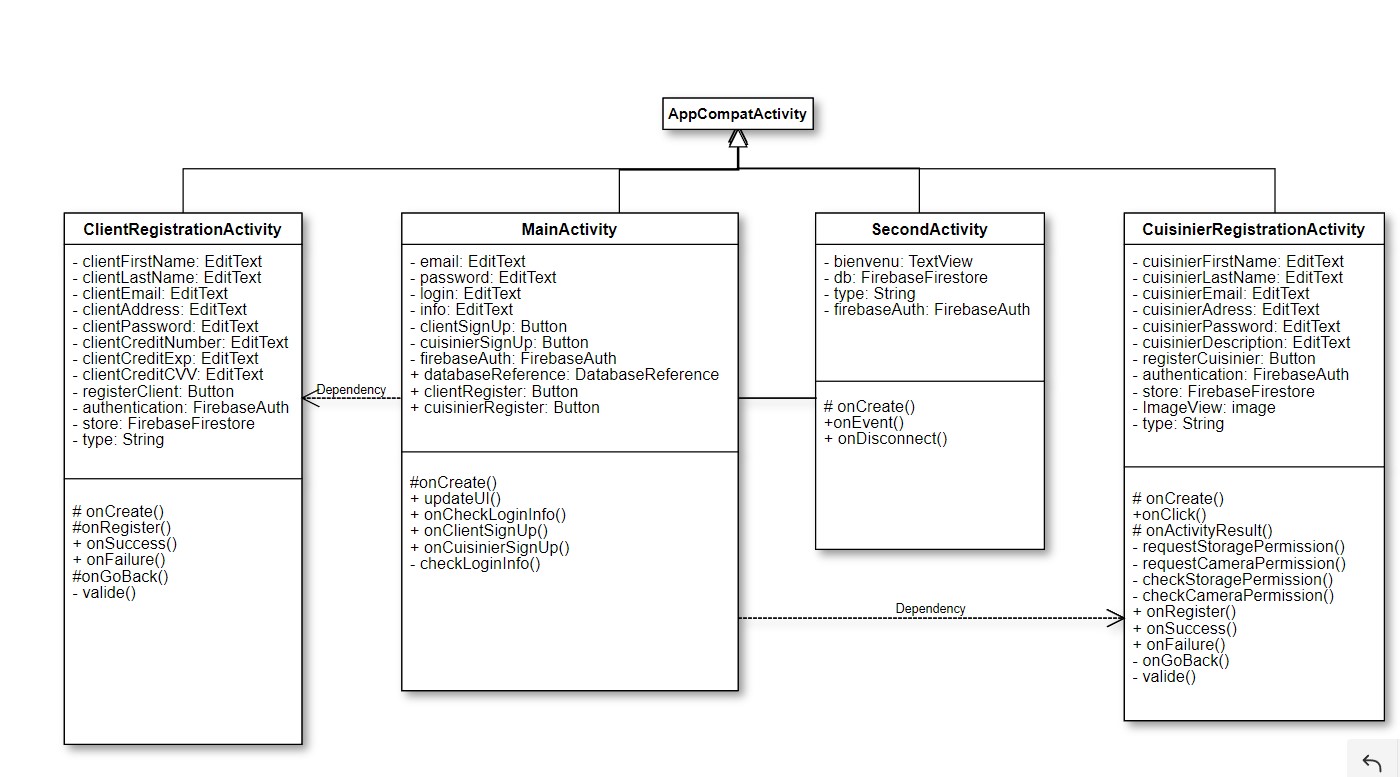 AppCompatActivity
ClientRegistrationActivity
- clientFirstName: EditText
- clientLastName: EditText
- clientEmail: EditText
- clientAddress: EditText
- clientPassword: EditText
- clientCreditNumber: EditText
- clientCreditExp: EditText
- clientCreditCVV: EditText
- registerClient: Button
- authentication: FirebaseAuth
- store: FirebaseFirestore
- type: String
# onCreate()
#onRegister()
+ onSuccess()
+ onFailure()
#onGoBack()
- valide()
Dependency
MainActivity
- email: EditText
- password: EditText
- login: EditText
- info: EditText
- clientSignUp: Button
- cuisinierSignUp: Button
- firebaseAuth: FirebaseAuth
+ databaseReference: DatabaseReference
+ clientRegister: Button
+ cuisinierRegister: Button
#onCreate()
+ updateUI()
+ onCheckLoginInfo()
+ onClientSignUp()
+ onCuisinierSignUp()
- checkLoginInfo()
SecondActivity
- bienvenu: TextView
- db: FirebaseFirestore
- type: String
- firebaseAuth: FirebaseAuth
# onCreate()
+onEvent()
+ onDisconnect()
Dependency
CuisinierRegistrationActivity
- cuisinierFirstName: EditText
- cuisinierLastName: EditText
- cuisinierEmail: EditText
- cuisinierAdress: EditText
- cuisinierPassword: EditText
- cuisinierDescription: EditText
- registerCuisinier: Button
- authentication: FirebaseAuth
- store: FirebaseFirestore
- ImageView: image
- type: String
# onCreate()
+onClick()
# onActivityResult()
- requestStoragePermission()
- requestCameraPermission()
- checkStoragePermission()
- checkCameraPermission()
+ onRegister()
+ onSuccess()
+ onFailure()
- onGoBack()
- valide()